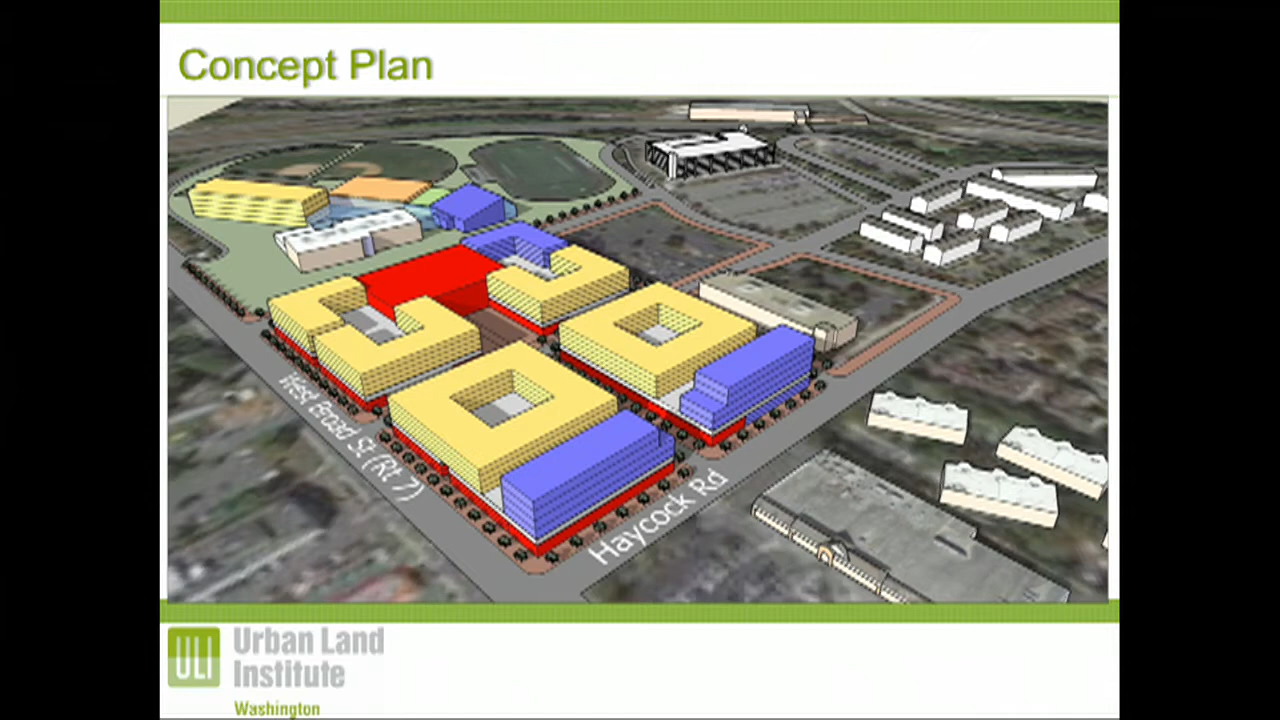 Concept Plan
West Broad St (Rt 7)
Haycock Rd
ULI
Urban Land
Institute
Washington